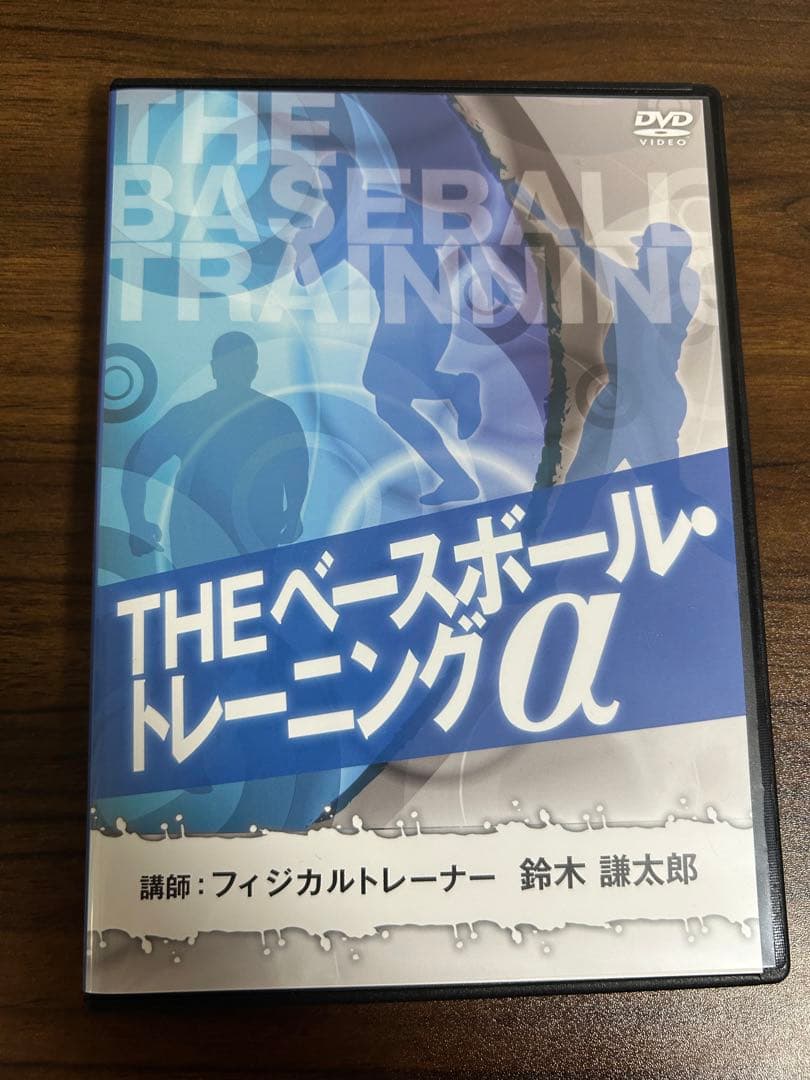 THE
BASEBALL
TRAINNING
DVD
VIDEO
THEベースボール・
トレーニングα
講師：フィジカルトレーナー 鈴木 謙太郎